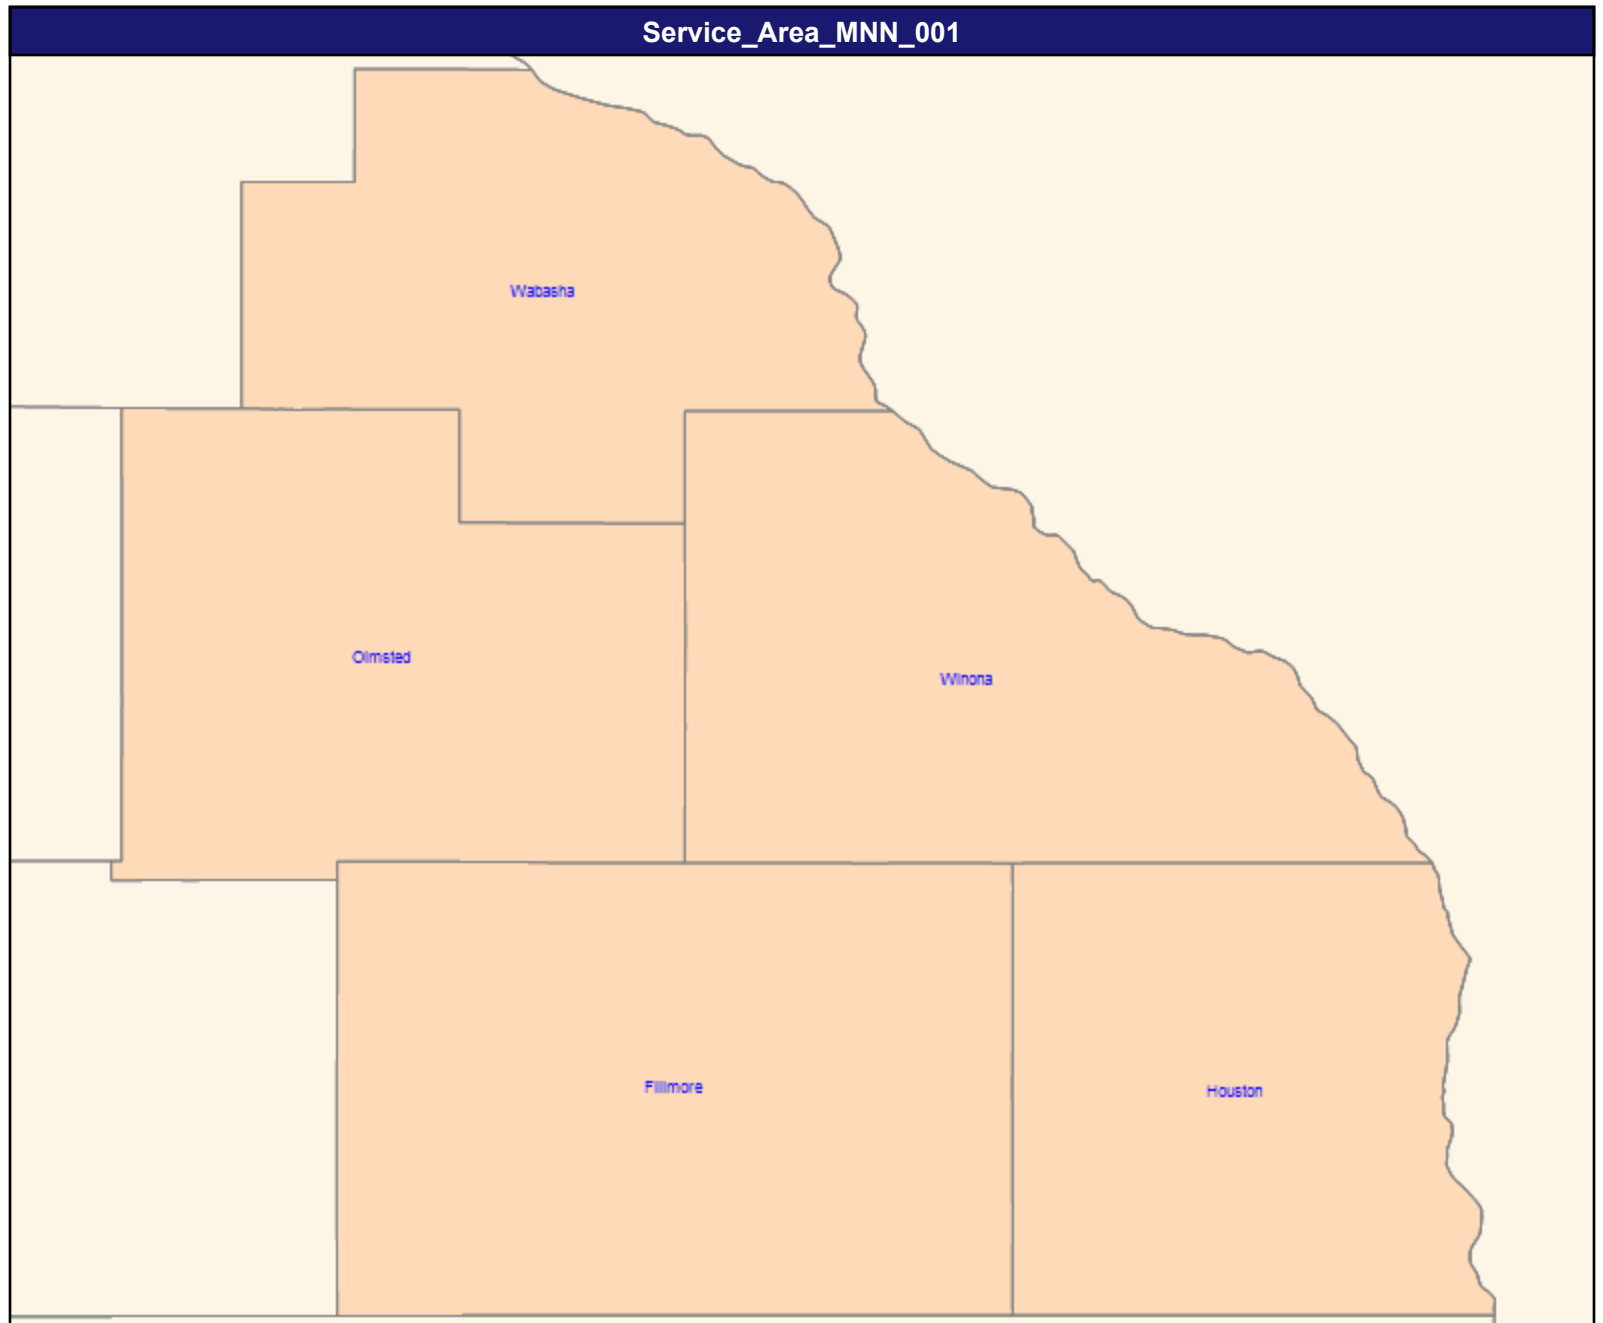 Service_Area_MNN_001
Wabasha
Olmsted
Winona
Fillmore
Houston